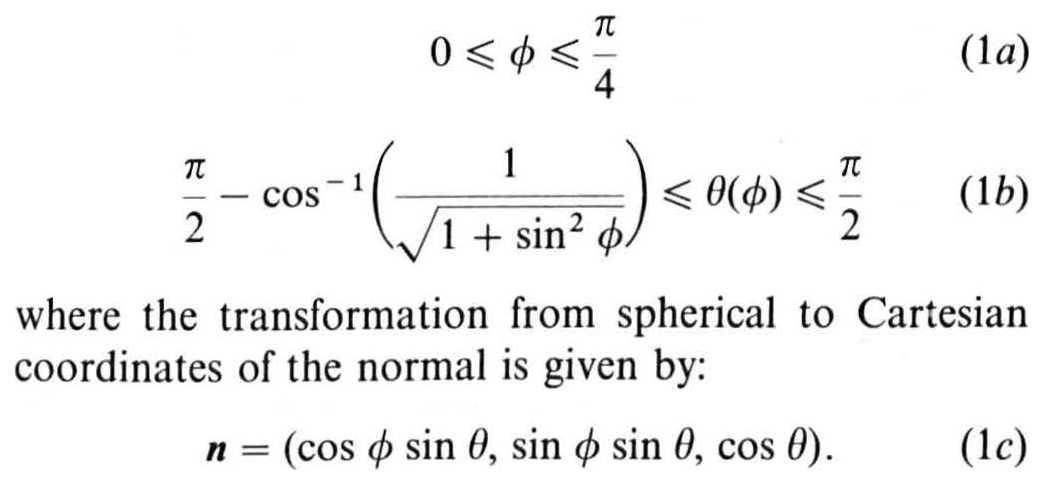 0 ⩽ ϕ ⩽ π/4 (1a)
π/2 − cos⁻¹(1/√(1 + sin² ϕ)) ⩽ θ(ϕ) ⩽ π/2 (1b)
where the transformation from spherical to Cartesian
coordinates of the normal is given by:
n = (cos ϕ sin θ, sin ϕ sin θ, cos θ). (1c)